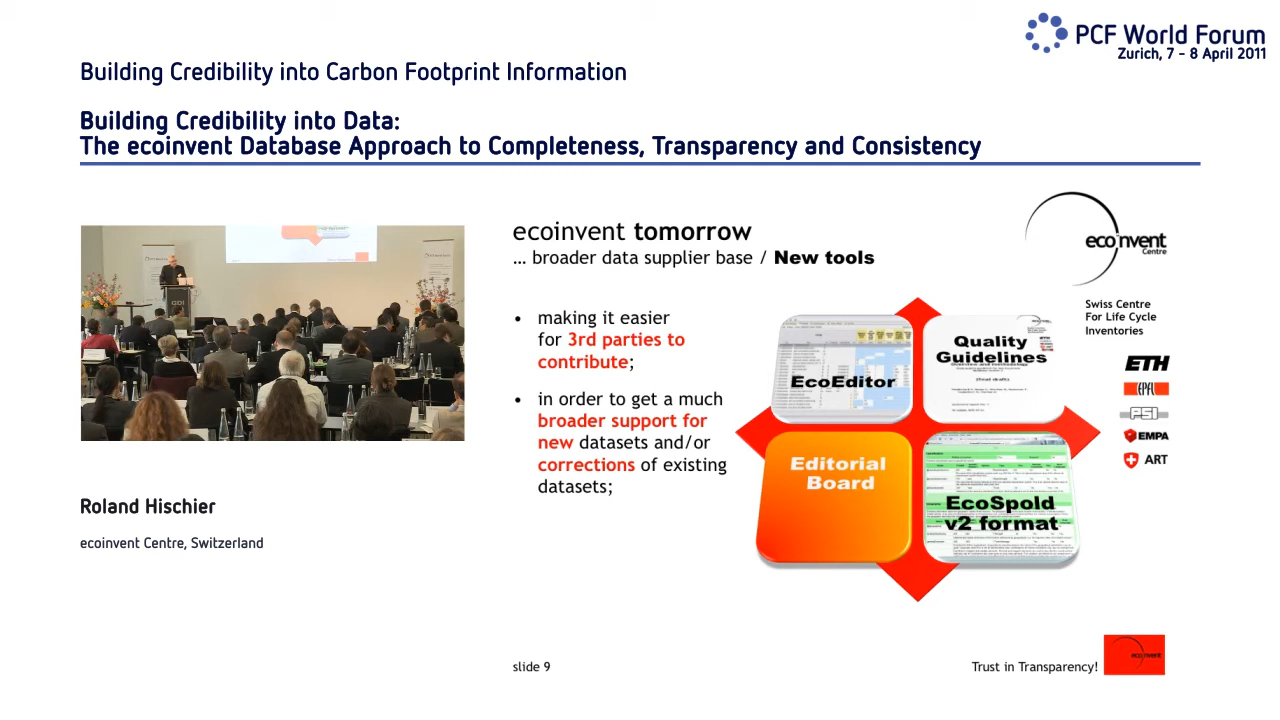 PCF World Forum
Zurich, 7 – 8 April 2011
Building Credibility into Carbon Footprint Information
Building Credibility into Data:
The ecoinvent Database Approach to Completeness, Transparency and Consistency
ecoinvent tomorrow
... broader data supplier base / New tools
• making it easier
for 3rd parties to
contribute;
• in order to get a much
broader support for
new datasets and/or
corrections of existing
datasets;
EcoEditor
Quality
Guidelines
Editorial
Board
EcoSpold
v2 format
ecoinvent
Centre
Swiss Centre
For Life Cycle
Inventories
ETH
EPFL
PSI
EMPA
ART
GDI
Roland Hischier
ecoinvent Centre, Switzerland
slide 9
Trust in Transparency!
ecoinvent